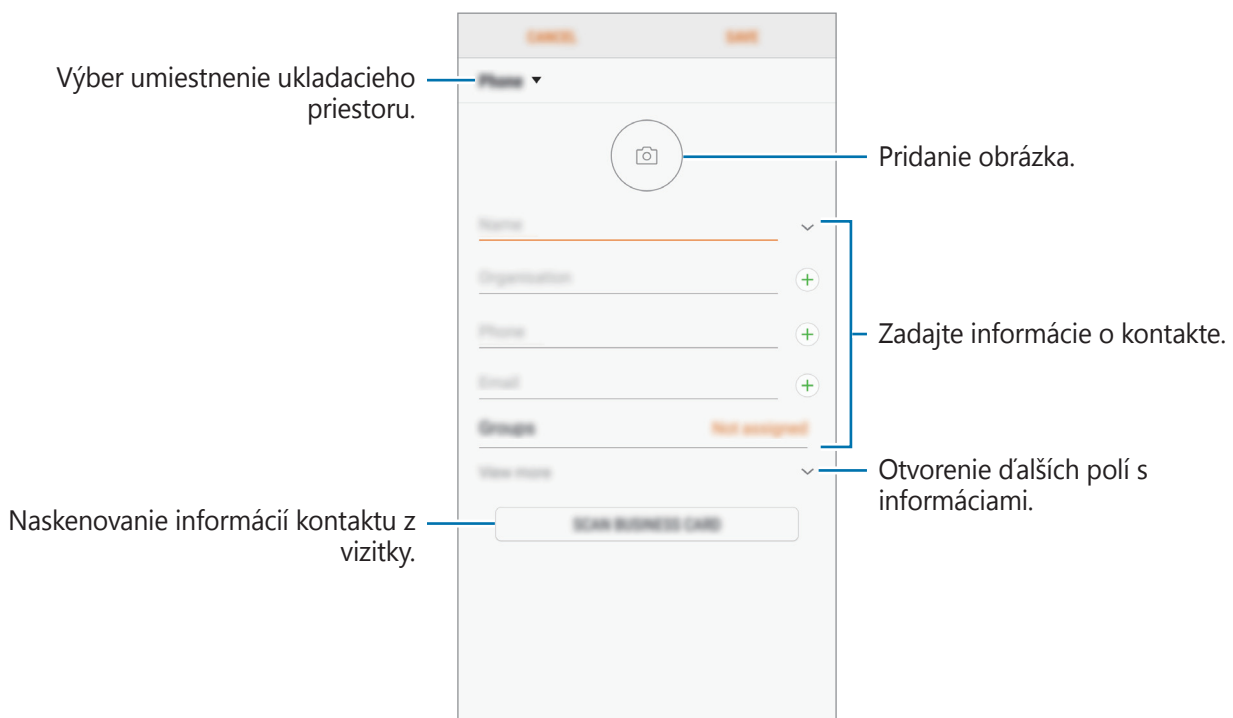 CANCEL
SAVE
Výber umiestnenie ukladacieho
priestoru.
Phone
Pridanie obrázka.
Name
Organisation
Phone
Zadajte informácie o kontakte.
Email
Groups
Not assigned
View more
Otvorenie ďalších polí s
informáciami.
Naskenovanie informácií kontaktu z
vizitky.
SCAN BUSINESS CARD